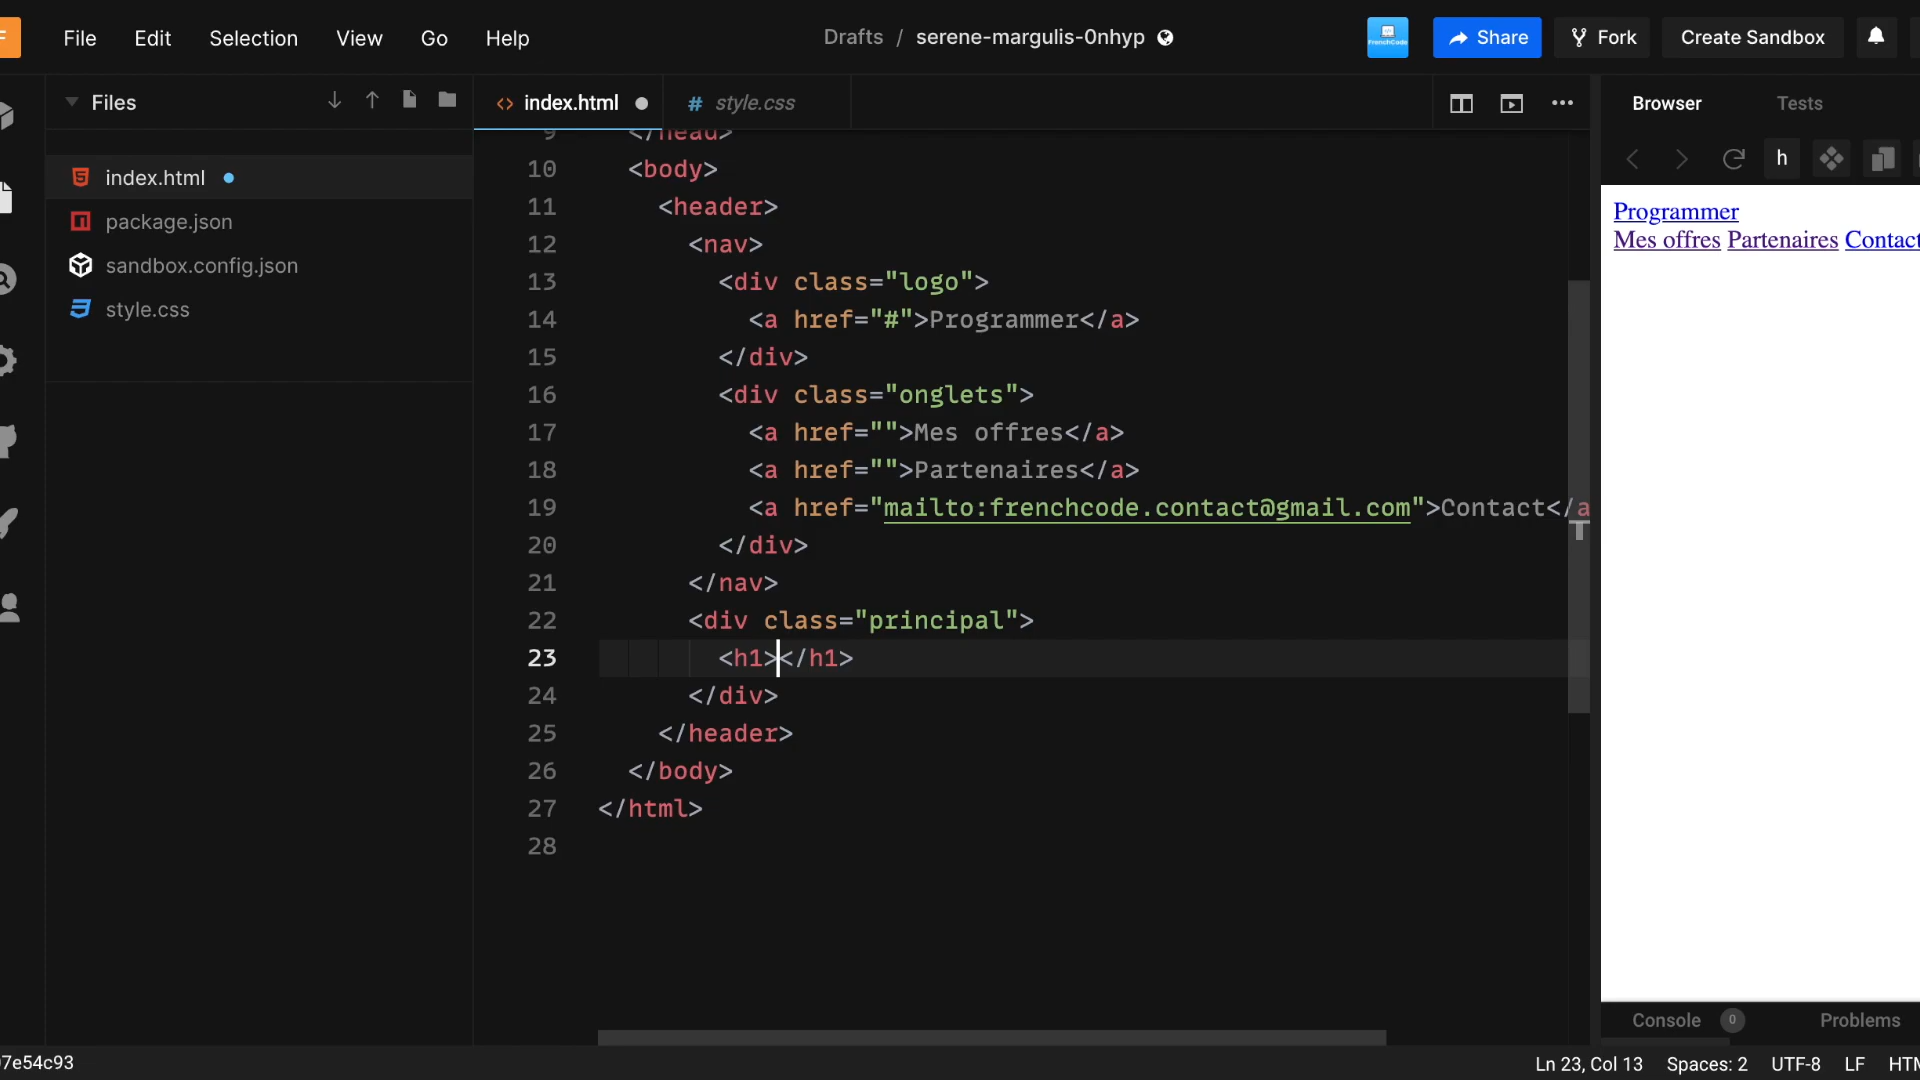 F
File Edit Selection View Go Help
Drafts / serene-margulis-0nhyp
FrenchCode
Share
Fork
Create Sandbox
Files
index.html
style.css
Browser
Tests
h
index.html
package.json
sandbox.config.json
style.css
9 </head>
10 <body>
11 <header>
12 <nav>
13 <div class="logo">
14 <a href="#">Programmer</a>
15 </div>
16 <div class="onglets">
17 <a href="">Mes offres</a>
18 <a href="">Partenaires</a>
19 <a href="mailto:frenchcode.contact@gmail.com">Contact</a
20 </div>
21 </nav>
22 <div class="principal">
23 <h1></h1>
24 </div>
25 </header>
26 </body>
27 </html>
28
Programmer
Mes offres Partenaires Contact
Console 0 Problems
7e54c93
Ln 23, Col 13 Spaces: 2 UTF-8 LF HTM